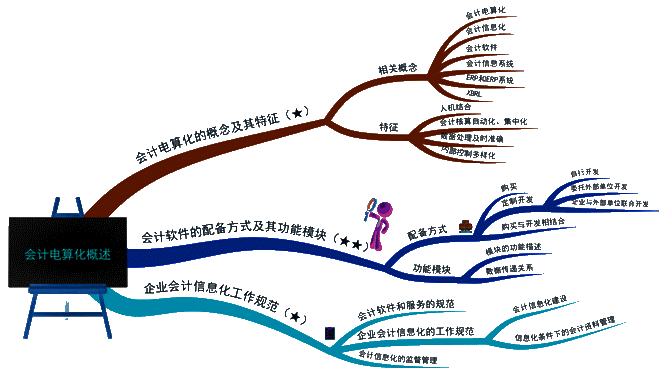 会计电算化概述
会计电算化的概念及其特征（★）
相关概念
会计电算化
会计信息化
会计软件
会计信息系统
ERP和ERP系统
XBRL
特征
人机结合
会计核算自动化、集中化
数据处理及时准确
内部控制多样化
会计软件的配备方式及其功能模块（★★）
配备方式
购买
定制开发
自行开发
委托外部单位开发
企业与外部单位联合开发
购买与开发相结合
功能模块
模块的功能描述
数据传递关系
企业会计信息化工作规范（★）
会计软件和服务的规范
企业会计信息化的工作规范
会计信息化建设
信息化条件下的会计资料管理
会计信息化的监督管理